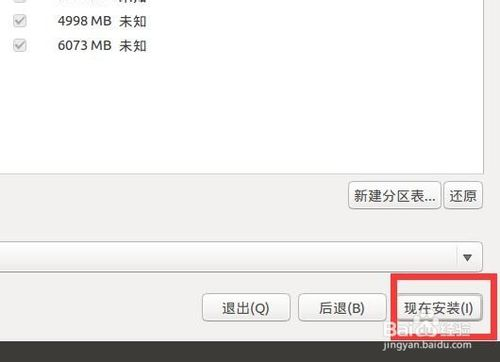 4998 MB 未知
6073 MB 未知
新建分区表... 还原
退出(Q) 后退(B) 现在安装(I)
Baidu 经验
jingyan.baidu.com